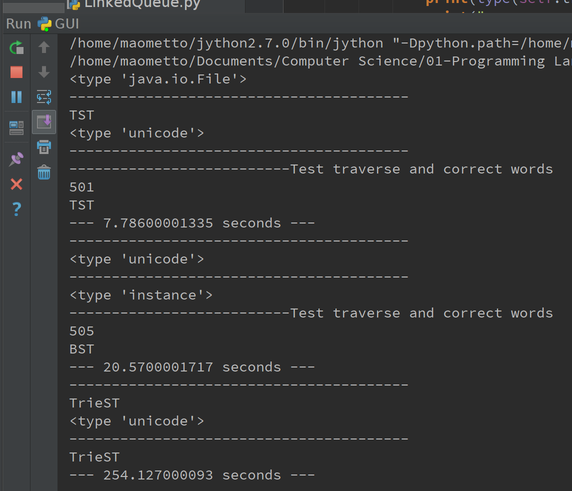 LinkedQueue.py
print(type(self.
Run GUI
/home/maometto/jython2.7.0/bin/jython "-Dpython.path=/home/
/home/maometto/Documents/Computer Science/01-Programming La
<type 'java.io.File'>
---------------------------------------
TST
<type 'unicode'>
---------------------------------------
--------------------------Test traverse and correct words
501
TST
--- 7.78600001335 seconds ---
---------------------------------------
<type 'unicode'>
---------------------------------------
<type 'instance'>
--------------------------Test traverse and correct words
505
BST
--- 20.5700001717 seconds ---
---------------------------------------
TrieST
<type 'unicode'>
---------------------------------------
TrieST
--- 254.127000093 seconds ---